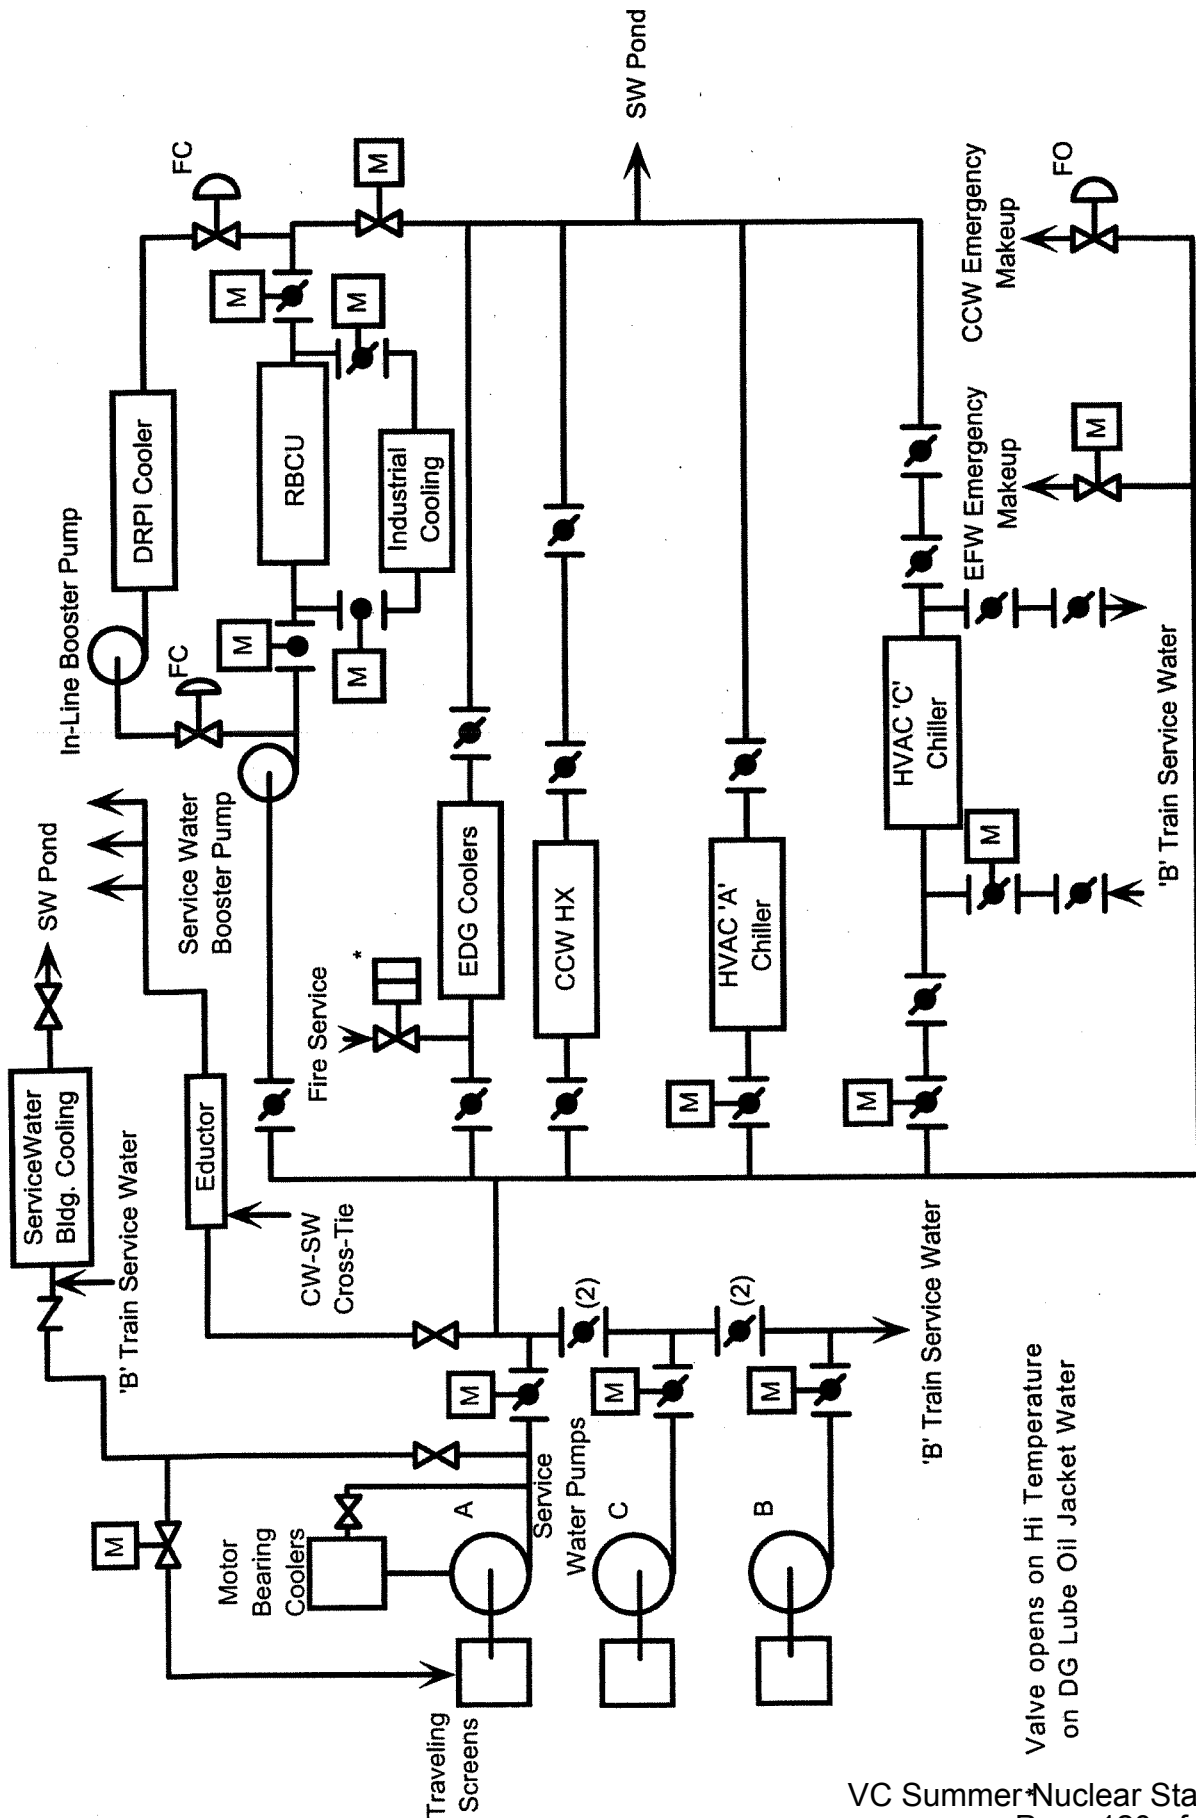 ServiceWater
Bldg. Cooling
SW Pond
'B' Train Service Water
Eductor
CW-SW
Cross-Tie
Service Water
Booster Pump
In-Line Booster Pump
DRPI Cooler
FC
FC
M
RBCU
M
M
M
M
Industrial
Cooling
SW Pond
Fire Service
*
EDG Coolers
CCW HX
HVAC 'A'
Chiller
M
HVAC 'C'
Chiller
M
M
'B' Train Service Water
EFW Emergency
Makeup
M
CCW Emergency
Makeup
FO
M
Motor
Bearing
Coolers
Traveling
Screens
A
Service
Water Pumps
C
B
M
M
M
(2)
(2)
'B' Train Service Water
* Valve opens on Hi Temperature
on DG Lube Oil Jacket Water
VC Summer Nuclear Sta